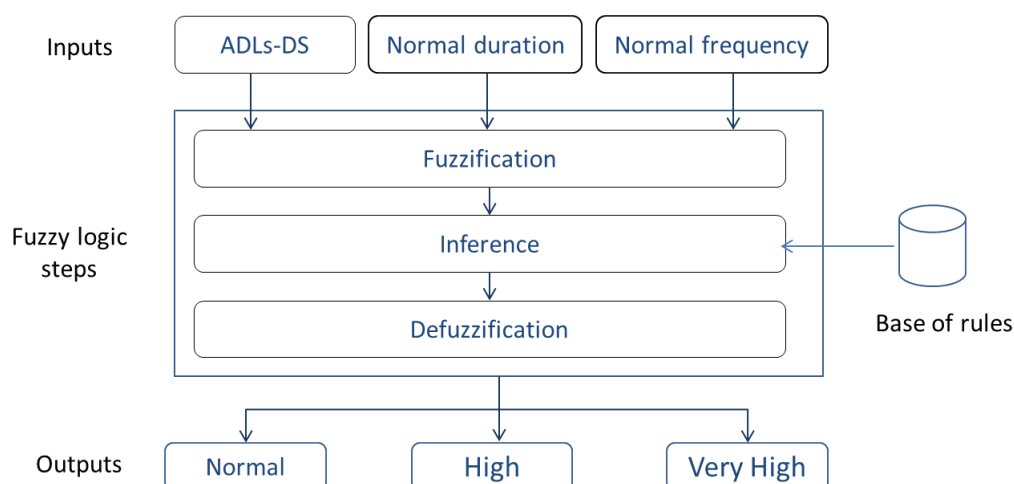 Inputs
ADLs-DS
Normal duration
Normal frequency
Fuzzification
Fuzzy logic
steps
Inference
Defuzzification
Base of rules
Outputs
Normal
High
Very High